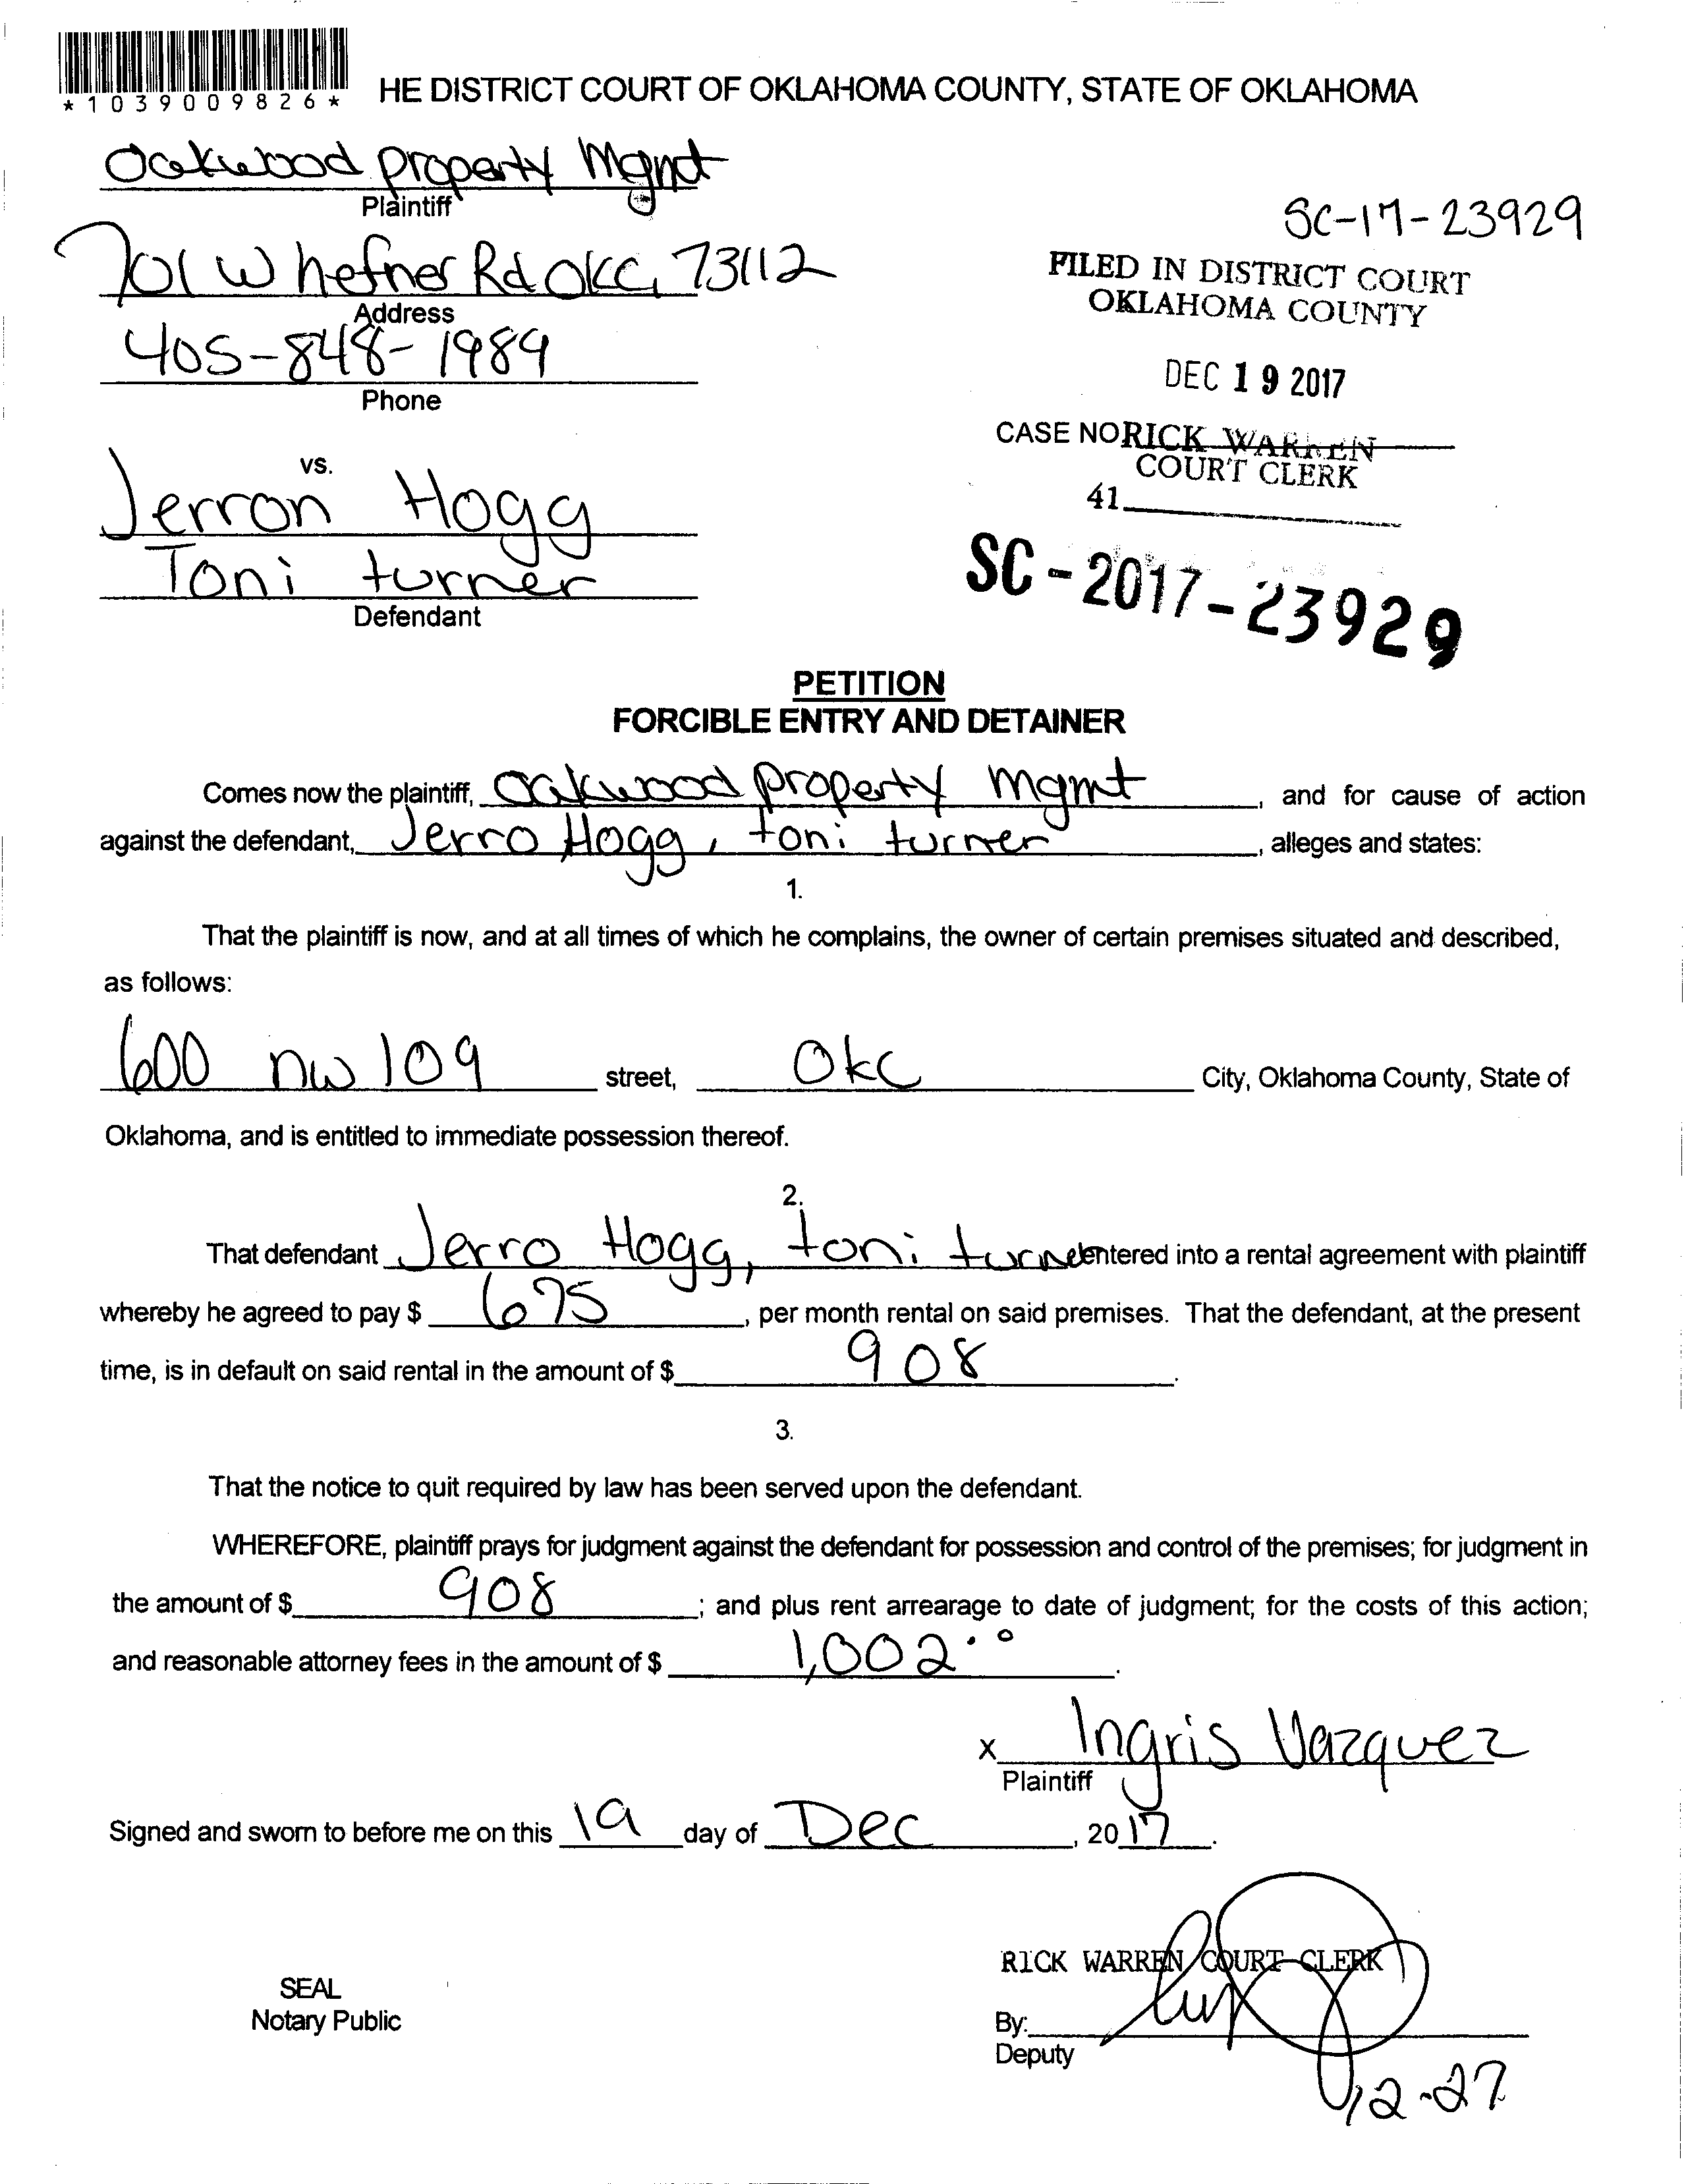 *1039009826*
HE DISTRICT COURT OF OKLAHOMA COUNTY, STATE OF OKLAHOMA
Oakwood property Mgmt
Plaintiff
SC-17-23929
701 W hefner Rd OKC, 73112
Address
FILED IN DISTRICT COURT
OKLAHOMA COUNTY
405-848-1989
Phone
DEC 19 2017
CASE NO RICK WARREN
COURT CLERK
41
vs.
Jerron Hogg
Toni turner
Defendant
SC-2017-23929
PETITION
FORCIBLE ENTRY AND DETAINER
Comes now the plaintiff, Oakwood property mgmt, and for cause of action
against the defendant, Jerro Hogg, toni turner, alleges and states:
1.
That the plaintiff is now, and at all times of which he complains, the owner of certain premises situated and described,
as follows:
600 nw 109 street, Okc City, Oklahoma County, State of
Oklahoma, and is entitled to immediate possession thereof.
2.
That defendant Jerro Hogg, toni turner entered into a rental agreement with plaintiff
whereby he agreed to pay $ 675, per month rental on said premises. That the defendant, at the present
time, is in default on said rental in the amount of $ 908.
3.
That the notice to quit required by law has been served upon the defendant.
WHEREFORE, plaintiff prays for judgment against the defendant for possession and control of the premises; for judgment in
the amount of $ 908; and plus rent arrearage to date of judgment; for the costs of this action;
and reasonable attorney fees in the amount of $ 1,002.00.
x Ingris Vazquez
Plaintiff
Signed and sworn to before me on this 19 day of Dec, 2017.
RICK WARREN COURT CLERK
SEAL
Notary Public
By:
Deputy
12-27